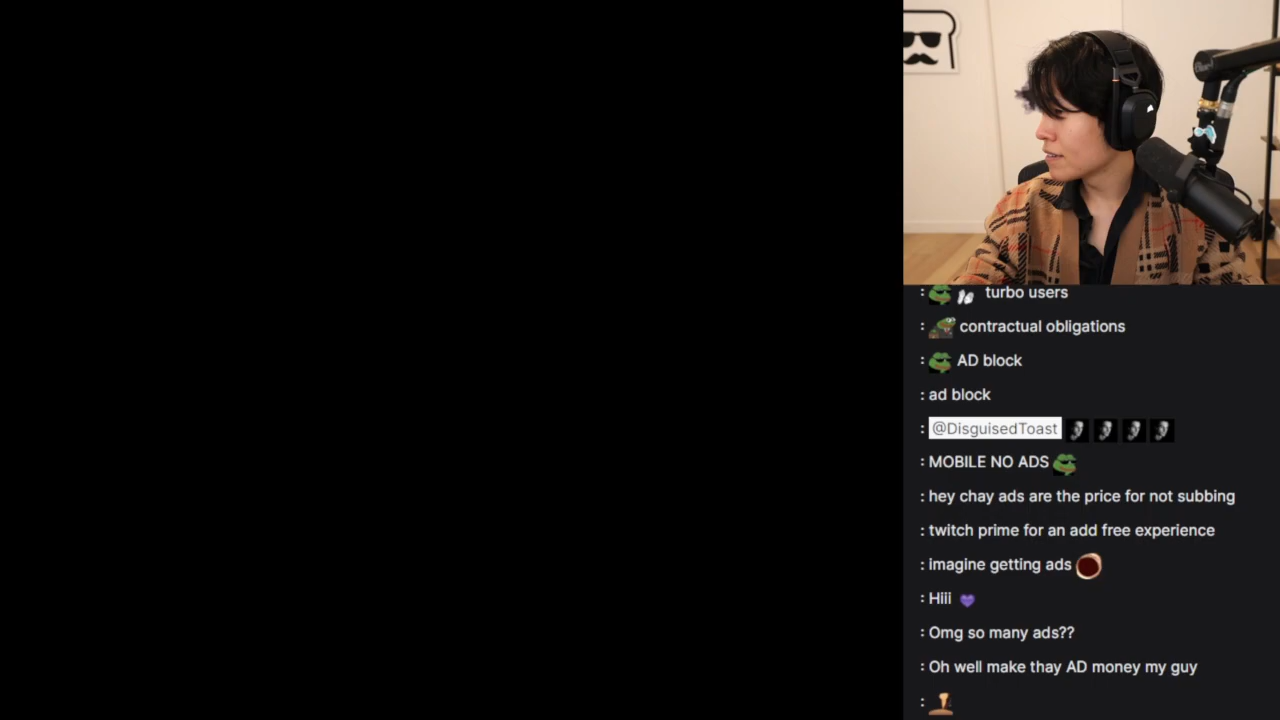 : turbo users
: contractual obligations
: AD block
: ad block
: @DisguisedToast
: MOBILE NO ADS
: hey chay ads are the price for not subbing
: twitch prime for an add free experience
: imagine getting ads
: Hiii
: Omg so many ads??
: Oh well make thay AD money my guy
: